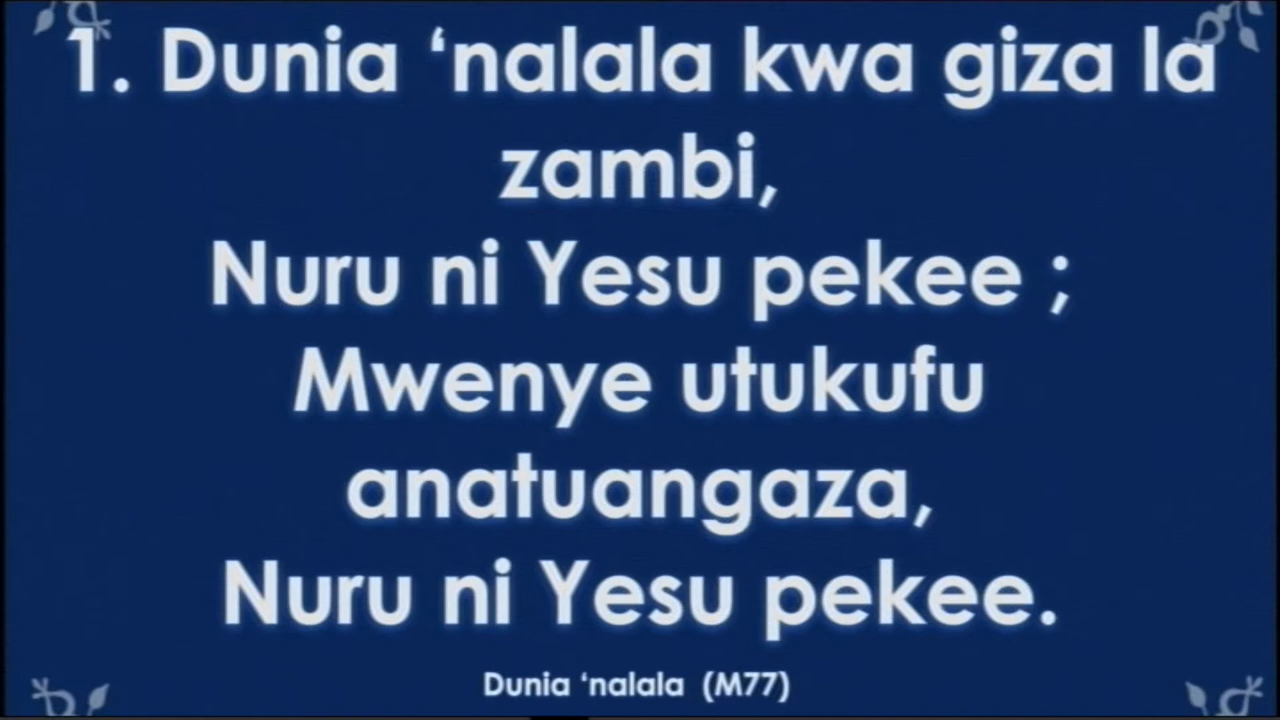 1. Dunia ‘nalala kwa giza la
zambi,
Nuru ni Yesu pekee ;
Mwenye utukufu
anatuangaza,
Nuru ni Yesu pekee.
Dunia ‘nalala (M77)